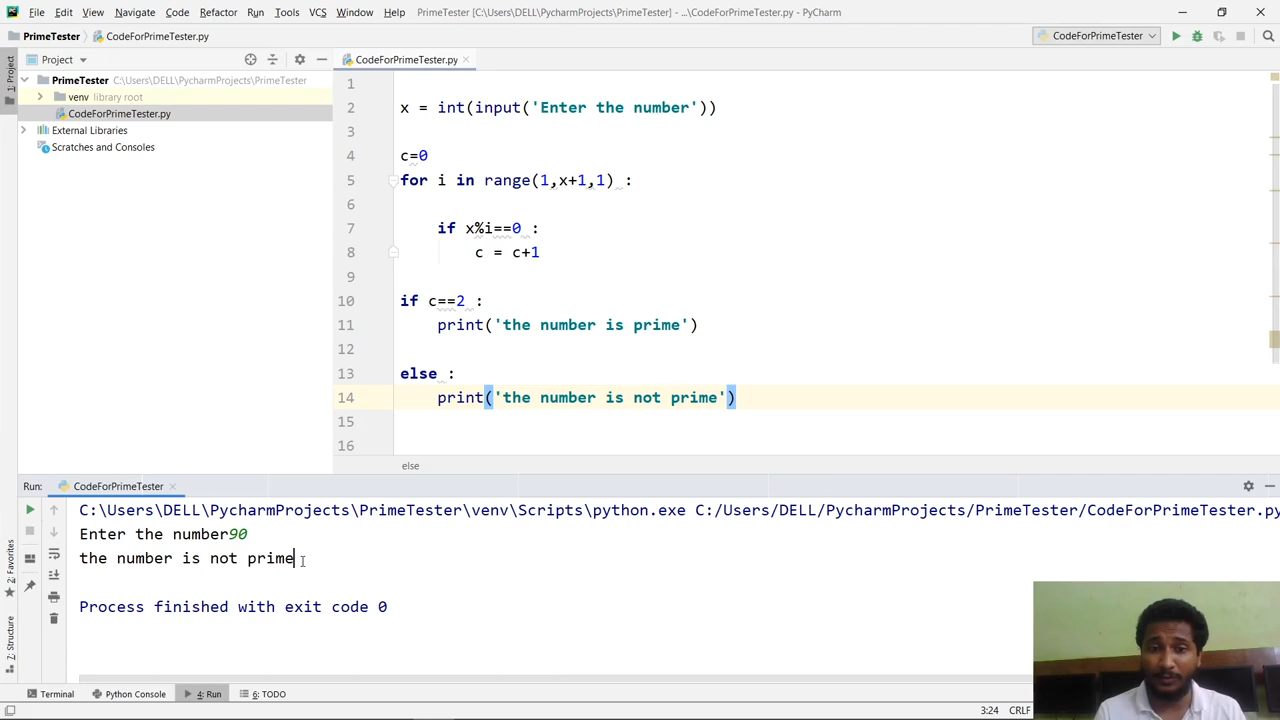 File Edit View Navigate Code Refactor Run Tools VCS Window Help PrimeTester [C:\Users\DELL\PycharmProjects\PrimeTester] - ...\CodeForPrimeTester.py - PyCharm
PrimeTester CodeForPrimeTester.py CodeForPrimeTester
1: Project
Project CodeForPrimeTester.py
PrimeTester C:\Users\DELL\PycharmProjects\PrimeTester
venv library root
CodeForPrimeTester.py
External Libraries
Scratches and Consoles
1
2 x = int(input('Enter the number'))
3
4 c=0
5 for i in range(1,x+1,1) :
6
7 if x%i==0 :
8 c = c+1
9
10 if c==2 :
11 print('the number is prime')
12
13 else :
14 print('the number is not prime')
15
16
else
Run: CodeForPrimeTester
C:\Users\DELL\PycharmProjects\PrimeTester\venv\Scripts\python.exe C:/Users/DELL/PycharmProjects/PrimeTester/CodeForPrimeTester.py
Enter the number90
the number is not prime
Process finished with exit code 0
2: Favorites
7: Structure
Terminal Python Console 4: Run 6: TODO
3:24 CRLF